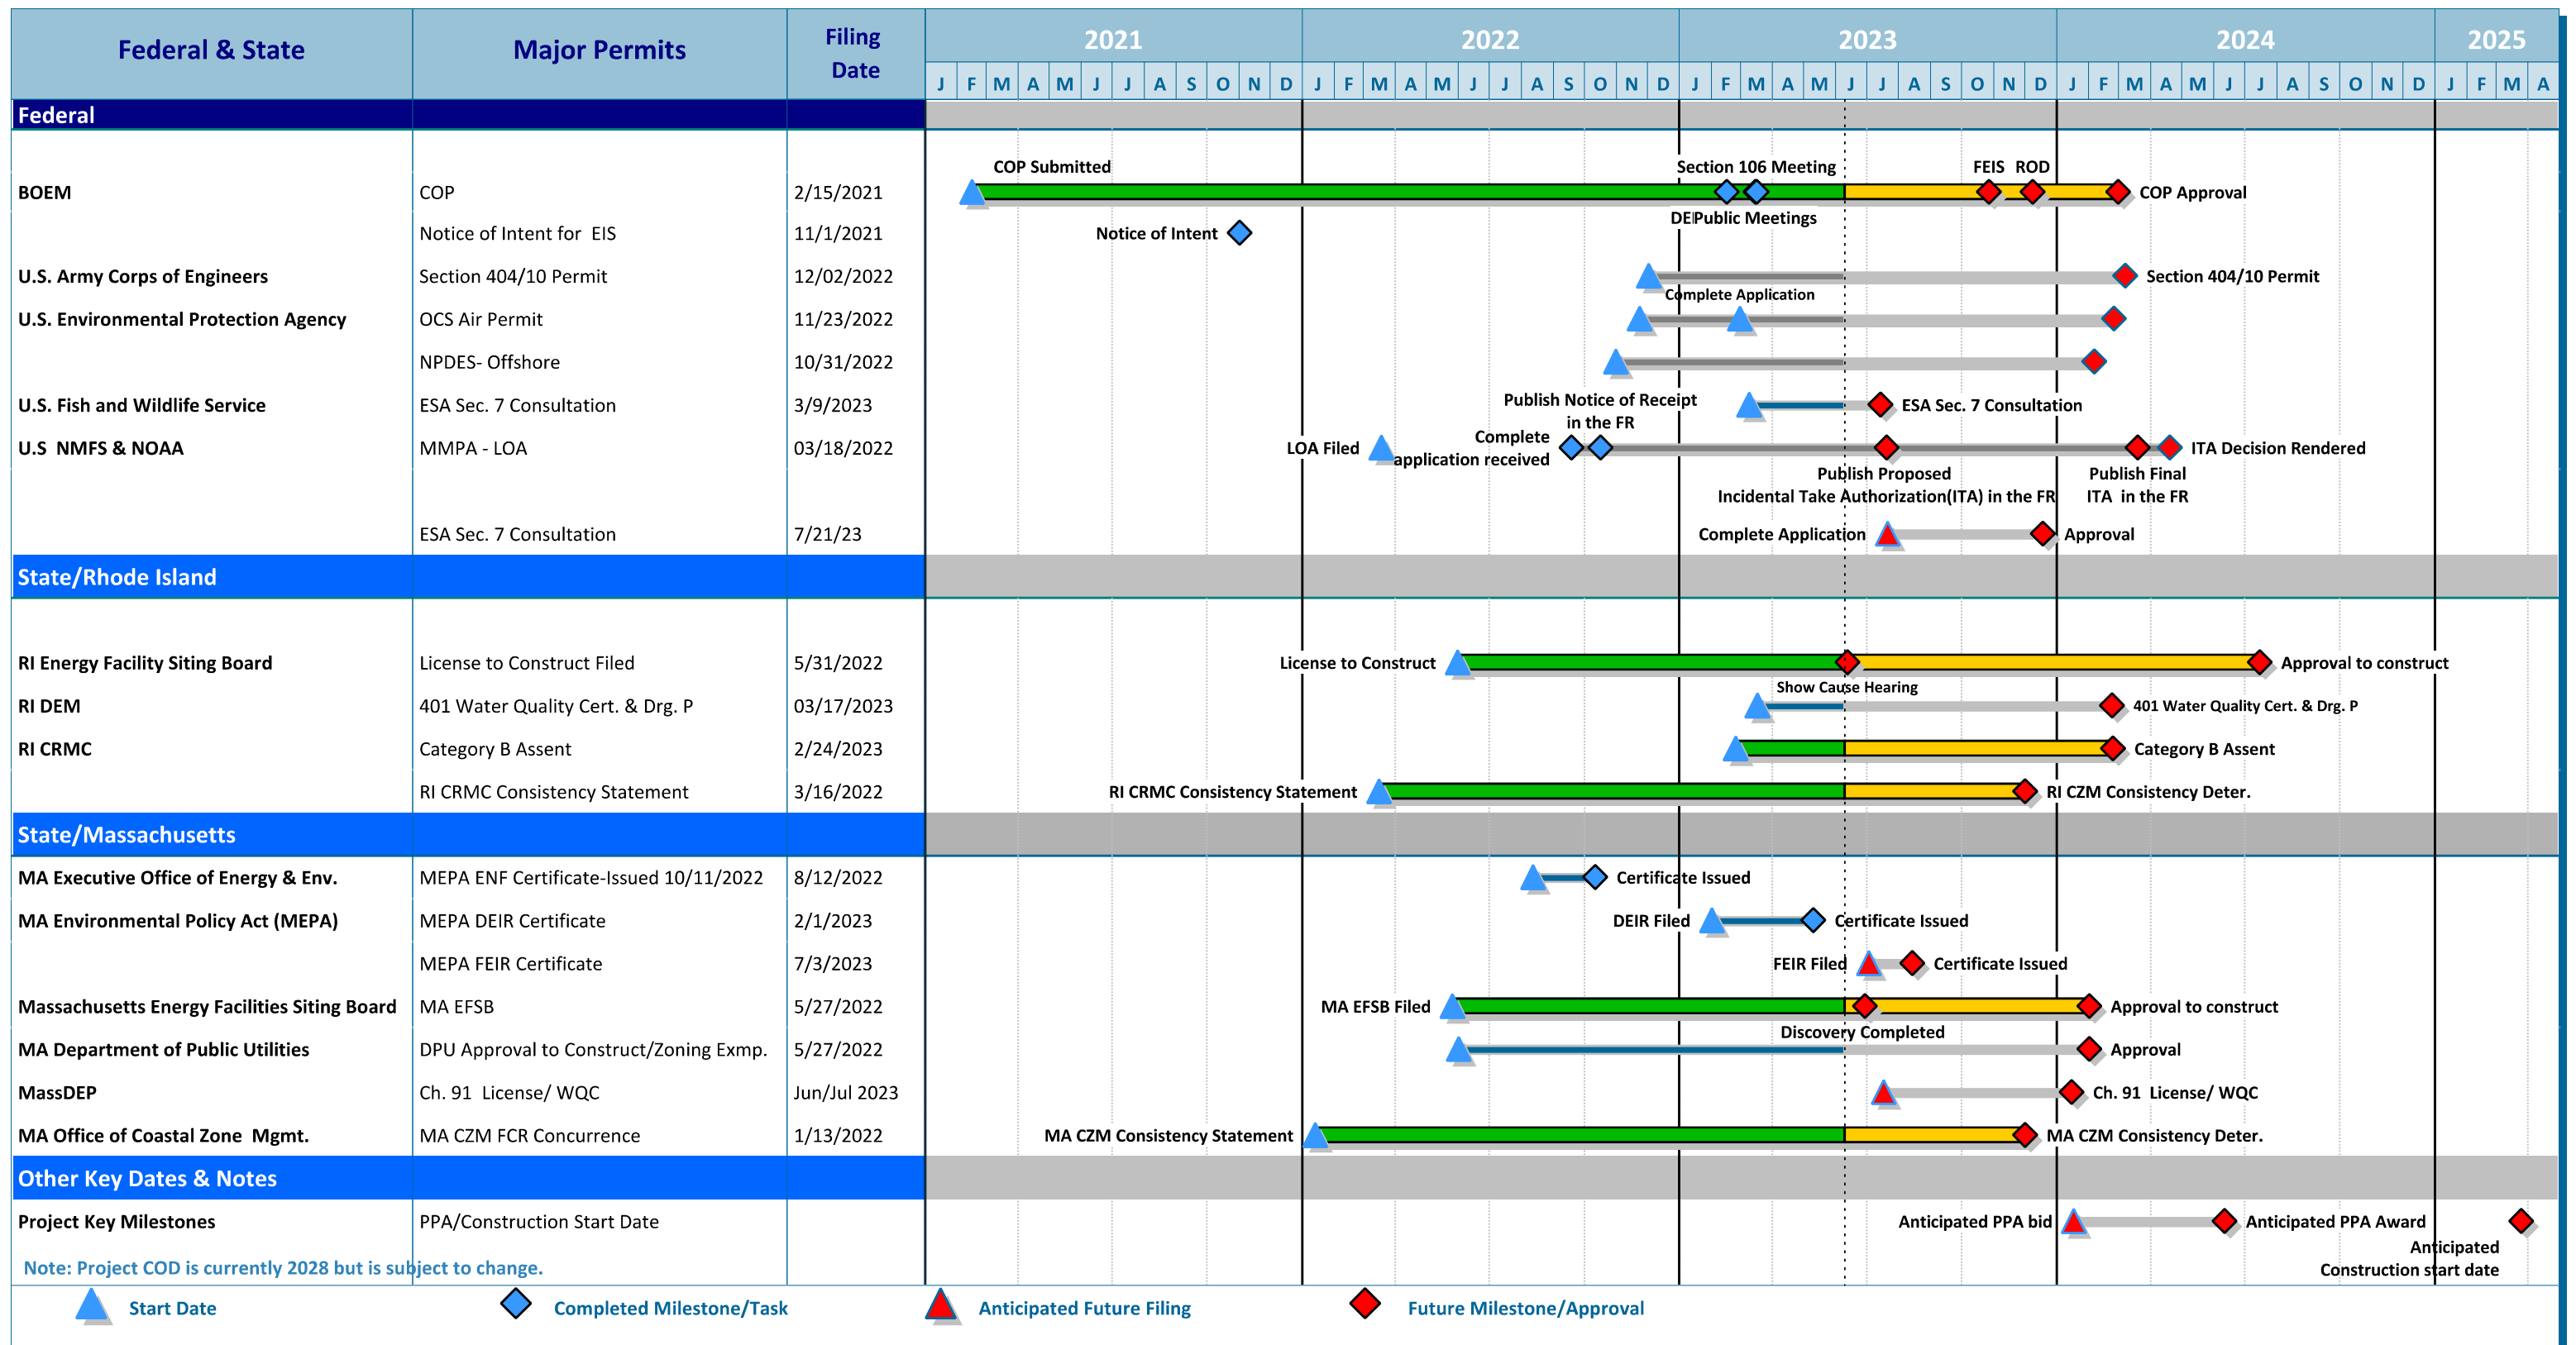 Federal & State Major Permits Filing Date 2021 2022 2023 2024 2025
J F M A M J J A S O N D J F M A M J J A S O N D J F M A M J J A S O N D J F M A M J J A S O N D J F M A
Federal
COP Submitted Section 106 Meeting FEIS ROD
BOEM COP 2/15/2021 COP Approval
DEI Public Meetings
Notice of Intent for EIS 11/1/2021 Notice of Intent
U.S. Army Corps of Engineers Section 404/10 Permit 12/02/2022 Section 404/10 Permit
Complete Application
U.S. Environmental Protection Agency OCS Air Permit 11/23/2022
NPDES- Offshore 10/31/2022
U.S. Fish and Wildlife Service ESA Sec. 7 Consultation 3/9/2023 ESA Sec. 7 Consultation
Publish Notice of Receipt
in the FR
U.S NMFS & NOAA MMPA - LOA 03/18/2022 LOA Filed ITA Decision Rendered
Complete
application received
Publish Proposed
Incidental Take Authorization(ITA) in the FR
Publish Final
ITA in the FR
ESA Sec. 7 Consultation 7/21/23 Complete Application Approval
State/Rhode Island
RI Energy Facility Siting Board License to Construct Filed 5/31/2022 License to Construct Approval to construct
Show Cause Hearing
RI DEM 401 Water Quality Cert. & Drg. P 03/17/2023 401 Water Quality Cert. & Drg. P
RI CRMC Category B Assent 2/24/2023 Category B Assent
RI CRMC Consistency Statement 3/16/2022 RI CRMC Consistency Statement RI CZM Consistency Deter.
State/Massachusetts
MA Executive Office of Energy & Env. MEPA ENF Certificate-Issued 10/11/2022 8/12/2022 Certificate Issued
MA Environmental Policy Act (MEPA) MEPA DEIR Certificate 2/1/2023 DEIR Filed Certificate Issued
MEPA FEIR Certificate 7/3/2023 FEIR Filed Certificate Issued
Massachusetts Energy Facilities Siting Board MA EFSB 5/27/2022 MA EFSB Filed Approval to construct
Discovery Completed
MA Department of Public Utilities DPU Approval to Construct/Zoning Exmp. 5/27/2022 Approval
MassDEP Ch. 91 License/ WQC Jun/Jul 2023 Ch. 91 License/ WQC
MA Office of Coastal Zone Mgmt. MA CZM FCR Concurrence 1/13/2022 MA CZM Consistency Statement MA CZM Consistency Deter.
Other Key Dates & Notes
Project Key Milestones PPA/Construction Start Date Anticipated PPA bid Anticipated PPA Award
Anticipated
Construction start date
Note: Project COD is currently 2028 but is subject to change.
Start Date Completed Milestone/Task Anticipated Future Filing Future Milestone/Approval